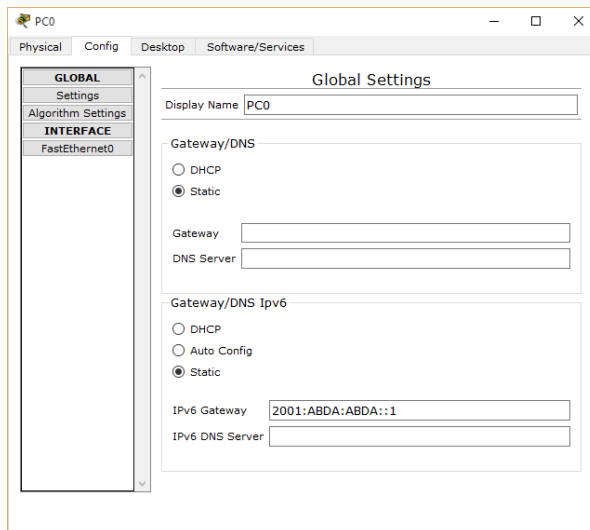 PC0
Physical Config Desktop Software/Services
GLOBAL
Settings
Algorithm Settings
INTERFACE
FastEthernet0
Global Settings
Display Name PC0
Gateway/DNS
DHCP
Static
Gateway
DNS Server
Gateway/DNS Ipv6
DHCP
Auto Config
Static
IPv6 Gateway 2001:ABDA:ABDA::1
IPv6 DNS Server